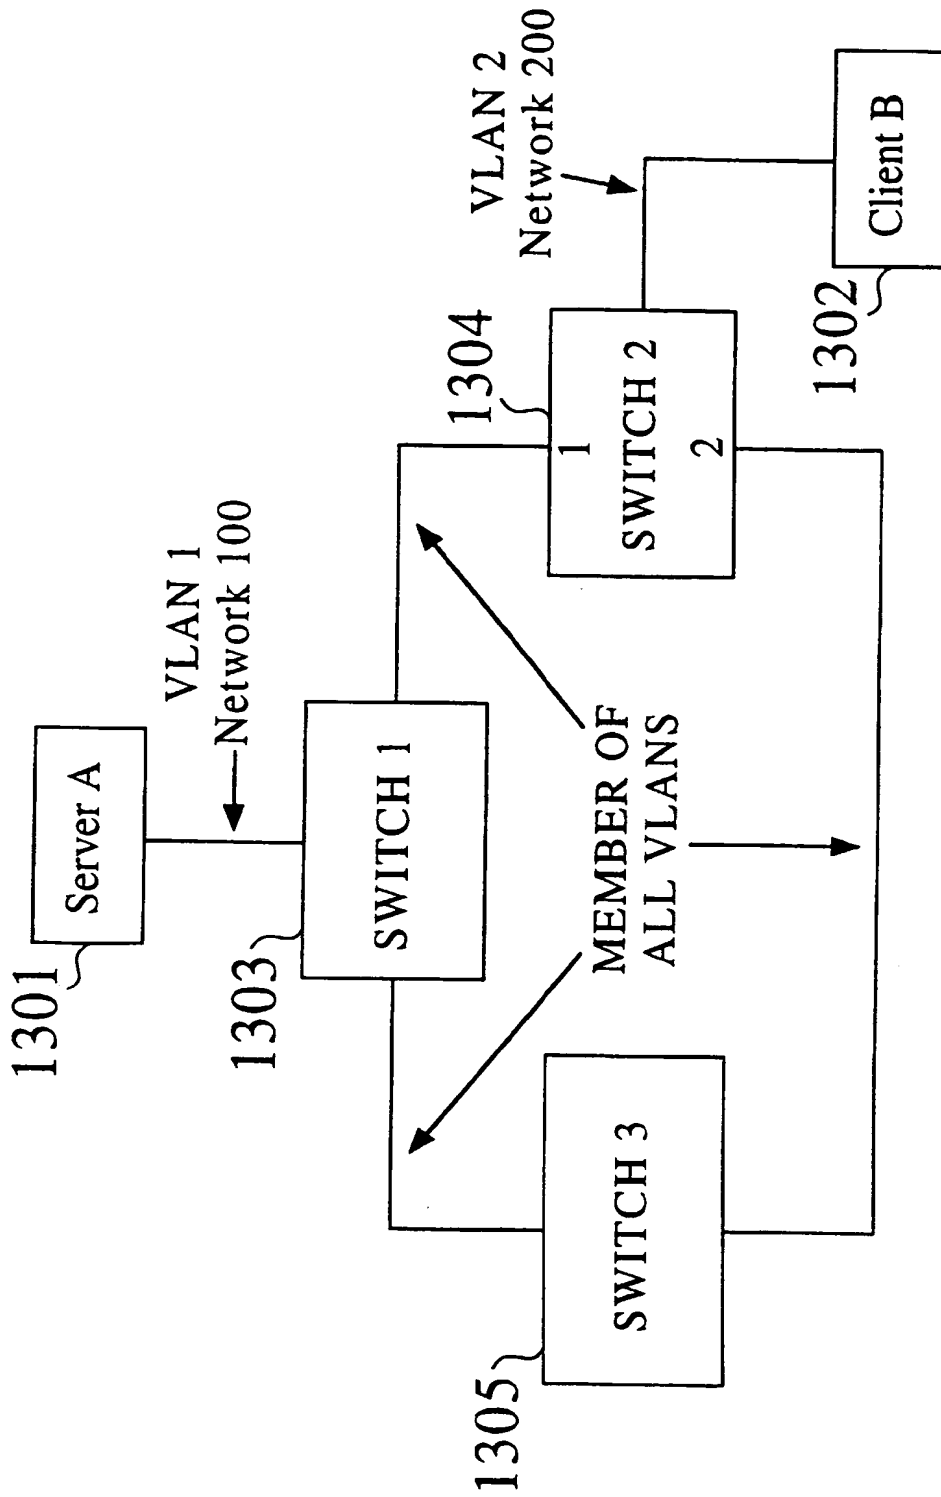 1301
Server A
VLAN 1
Network 100
1303
SWITCH 1
1304
VLAN 2
Network 200
1
SWITCH 2
2
1305
SWITCH 3
MEMBER OF
ALL VLANS
1302
Client B